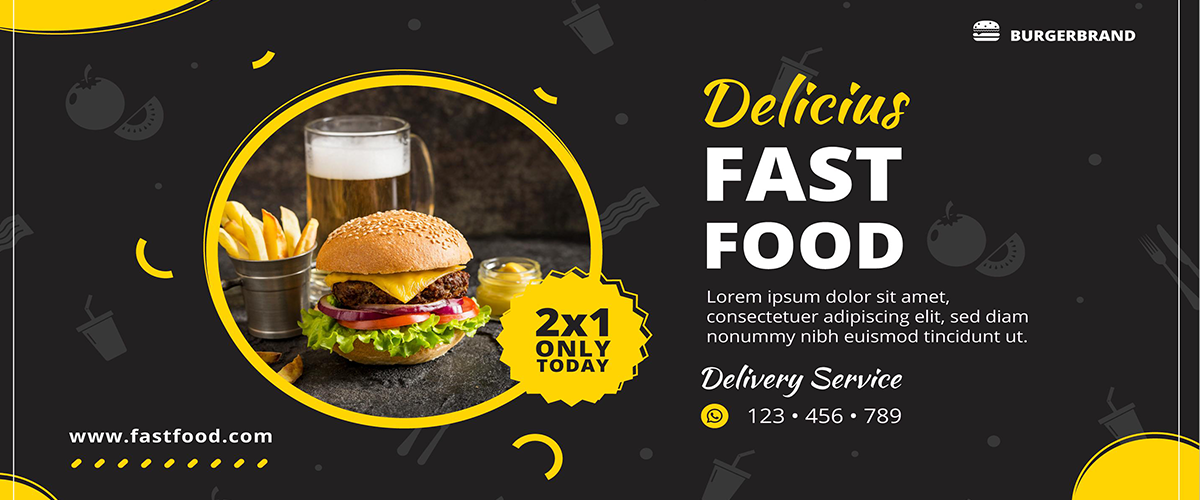 BURGERBRAND
Delicius
FAST
FOOD
Lorem ipsum dolor sit amet,
consectetuer adipiscing elit, sed diam
nonummy nibh euismod tincidunt ut.
Delivery Service
123 • 456 • 789
2x1
ONLY
TODAY
www.fastfood.com